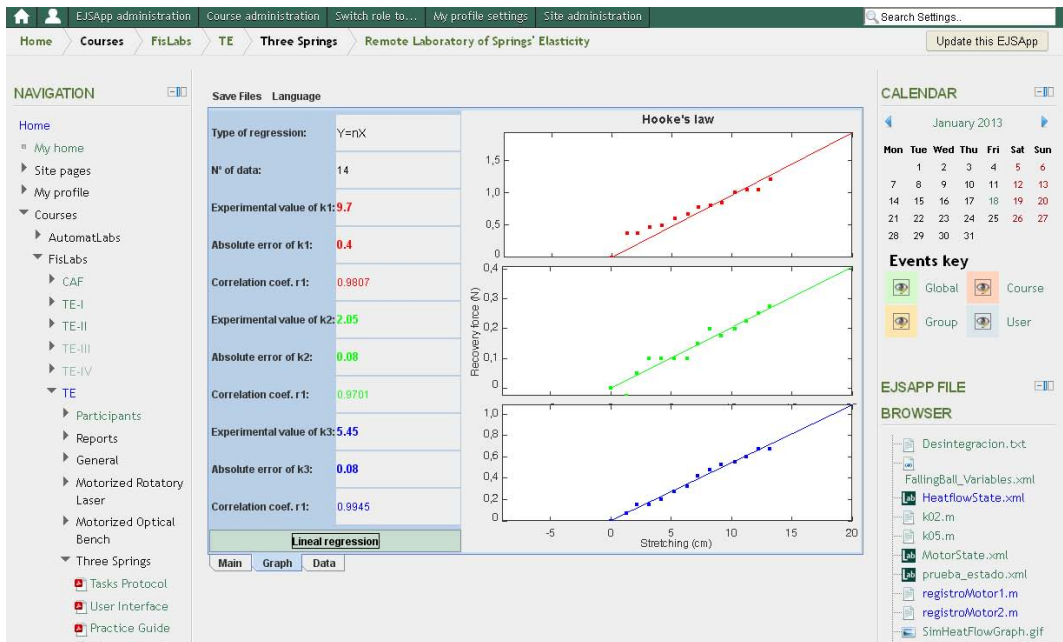 EJSApp administration Course administration Switch role to... My profile settings Site administration Search Settings..
Home Courses FisLabs TE Three Springs Remote Laboratory of Springs' Elasticity Update this EJSApp
NAVIGATION
Home
My home
Site pages
My profile
Courses
AutomatLabs
FisLabs
CAF
TE-I
TE-II
TE-III
TE-IV
TE
Participants
Reports
General
Motorized Rotatory
Laser
Motorized Optical
Bench
Three Springs
Tasks Protocol
User Interface
Practice Guide
Save Files Language
Type of regression: Y=nX
Nº of data: 14
Experimental value of k1: 9.7
Absolute error of k1: 0.4
Correlation coef. r1: 0.9807
Experimental value of k2: 2.05
Absolute error of k2: 0.08
Correlation coef. r1: 0.9701
Experimental value of k3: 5.45
Absolute error of k3: 0.08
Correlation coef. r1: 0.9945
Lineal regression
Main Graph Data
Hooke's law
1,5
1,0
0,5
0
0,4
0,3
0,2
0,1
0
1,0
0,8
0,6
0,4
0,2
0
Recovery force (N)
-5 0 5 10 15 20
Stretching (cm)
CALENDAR
January 2013
Mon Tue Wed Thu Fri Sat Sun
1 2 3 4 5 6
7 8 9 10 11 12 13
14 15 16 17 18 19 20
21 22 23 24 25 26 27
28 29 30 31
Events key
Global Course
Group User
EJSAPP FILE
BROWSER
Desintegracion.txt
FallingBall_Variables.xml
HeatflowState.xml
k02.m
k05.m
MotorState.xml
prueba_estado.xml
registroMotor1.m
registroMotor2.m
SimHeatFlowGraph.gif